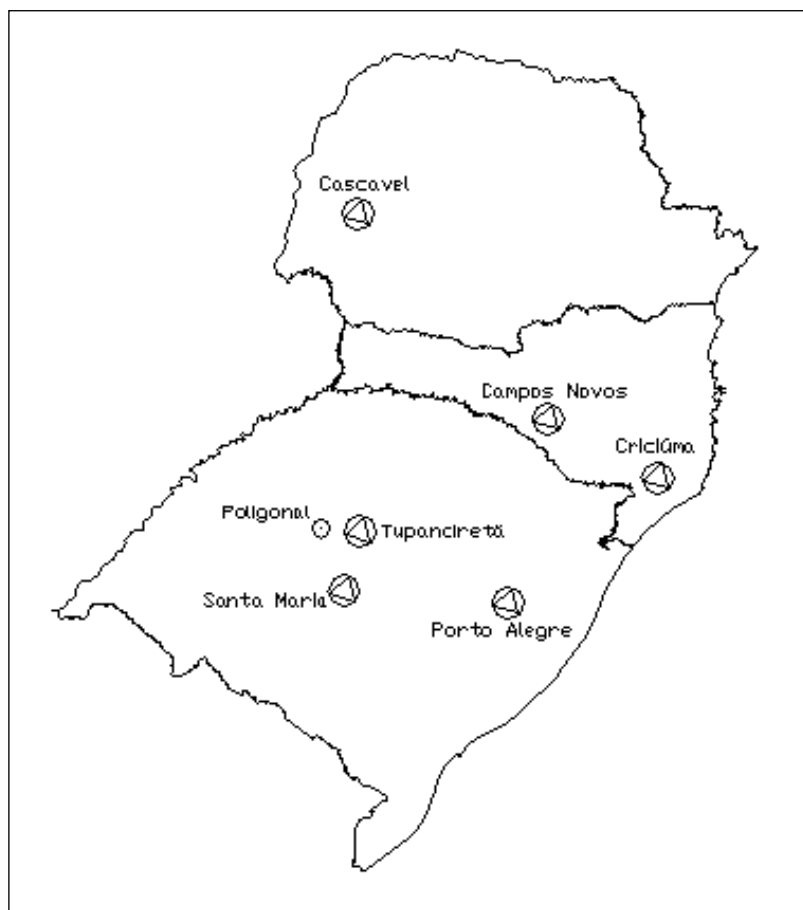 Cascavel
Campos Novos
Criciúma
Poligonal
Tupanciretã
Santa Maria
Porto Alegre